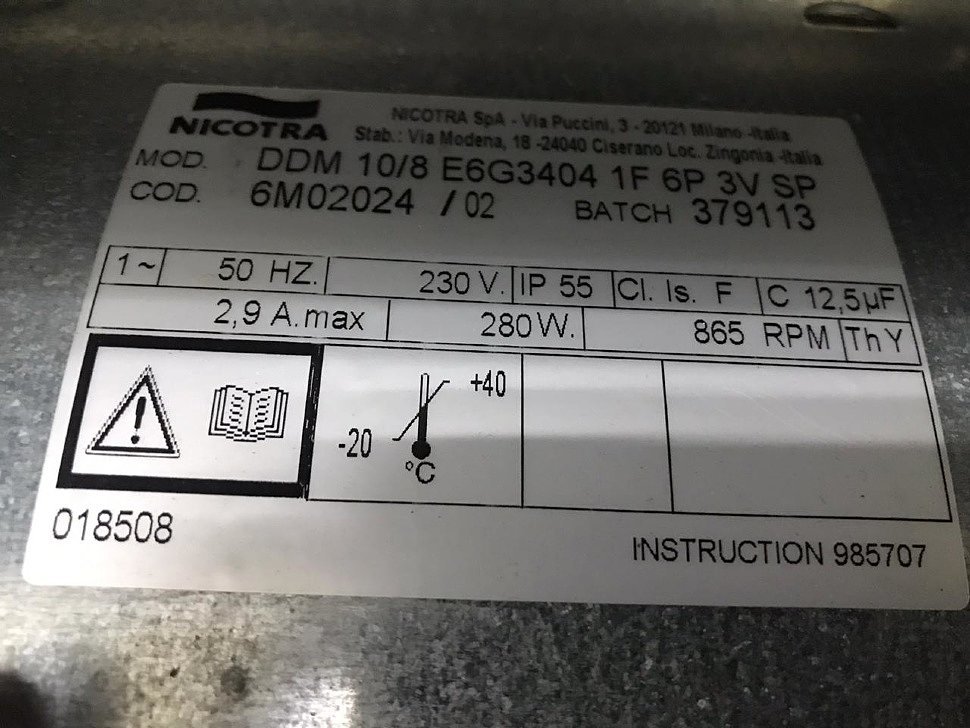 NICOTRA
NICOTRA SpA - Via Puccini, 3 - 20121 Milano -Italia
Stab.: Via Modena, 18 -24040 Ciserano Loc. Zingonia -Italia
MOD. DDM 10/8 E6G3404 1F 6P 3V SP
COD. 6M02024 /02 BATCH 379113
1~ 50 HZ. 230 V. IP 55 Cl. Is. F C 12,5µF
2,9 A.max 280W. 865 RPM ThY
+40
-20
°C
018508
INSTRUCTION 985707